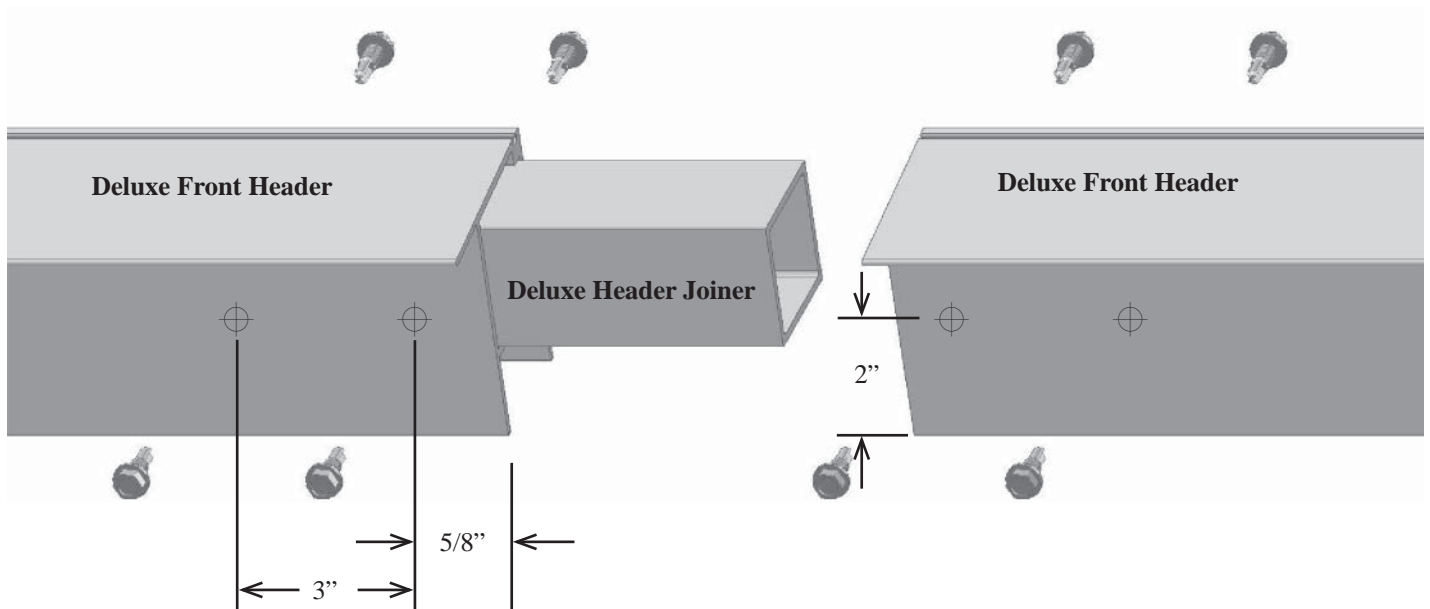 Deluxe Front Header
Deluxe Front Header
Deluxe Header Joiner
2”
5/8”
3”